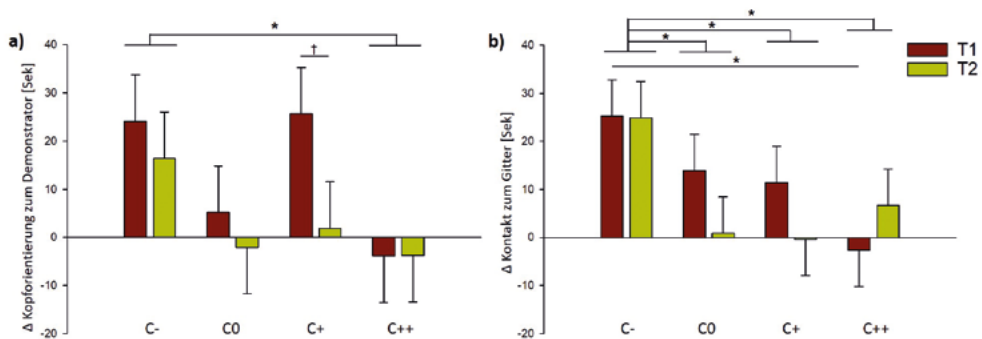 a)
*
†
Δ Kopforientierung zum Demonstrator [Sek]
40
30
20
10
0
-10
-20
C- C0 C+ C++
b)
*
*
*
*
Δ Kontakt zum Gitter [Sek]
40
30
20
10
0
-10
-20
C- C0 C+ C++
T1
T2